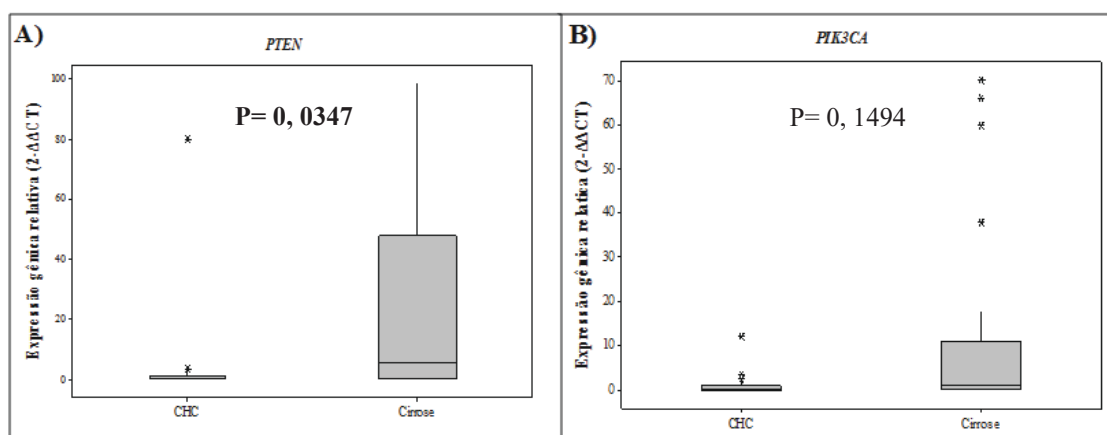 A)
PTEN
Expressão gênica relativa (2-ΔΔCT)
100
80
60
40
20
0
P= 0, 0347
CHC
Cirrose
B)
PIK3CA
Expressão gênica relatica (2-ΔΔCT)
70
60
50
40
30
20
10
0
P= 0, 1494
CHC
Cirrose